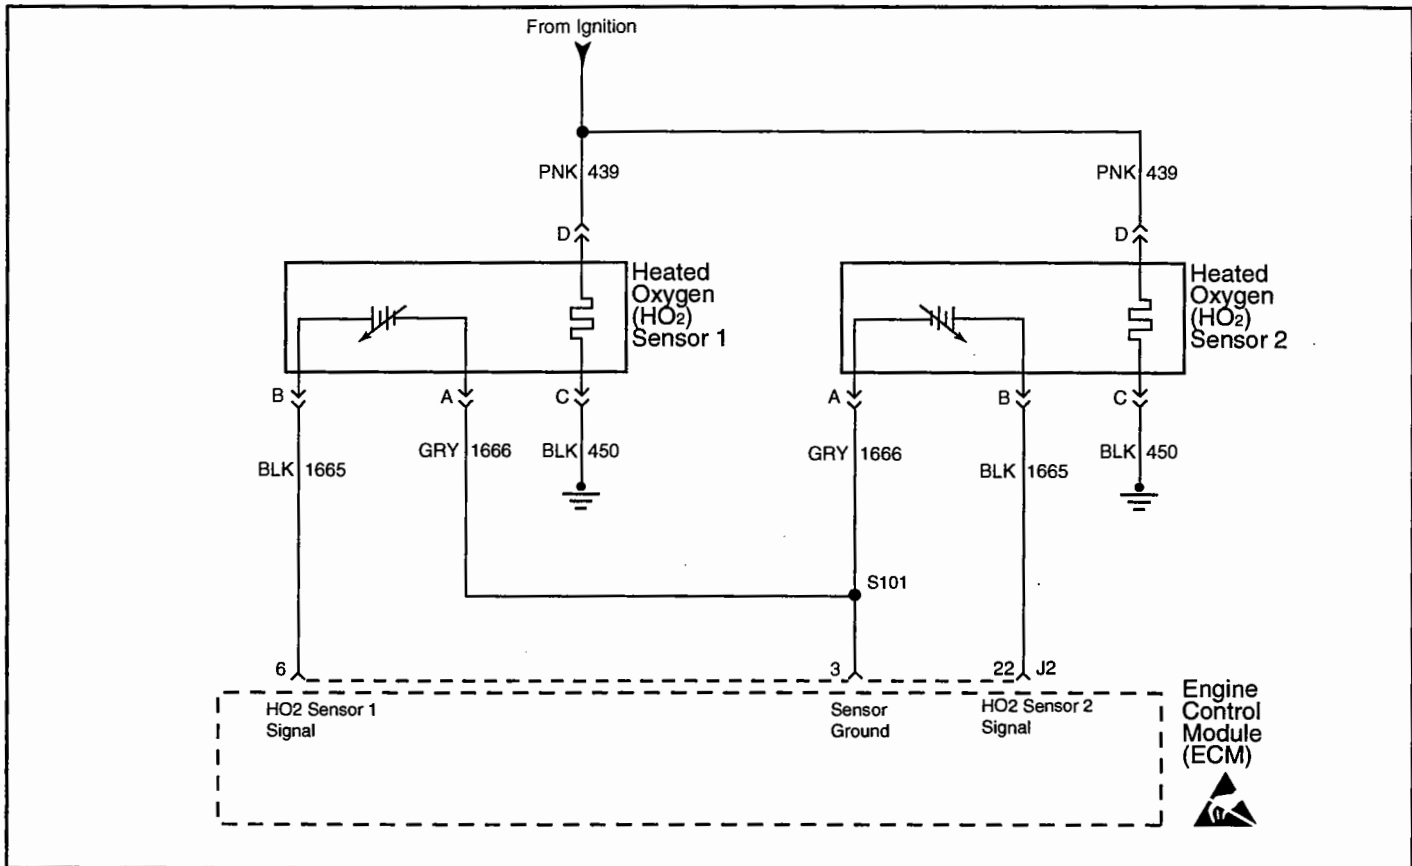 From Ignition
PNK 439
PNK 439
D
D
Heated
Oxygen
(HO2)
Sensor 1
Heated
Oxygen
(HO2)
Sensor 2
B
A
C
A
B
C
BLK 1665
GRY 1666
BLK 450
GRY 1666
BLK 1665
BLK 450
S101
6
3
22 J2
HO2 Sensor 1
Signal
Sensor
Ground
HO2 Sensor 2
Signal
Engine
Control
Module
(ECM)